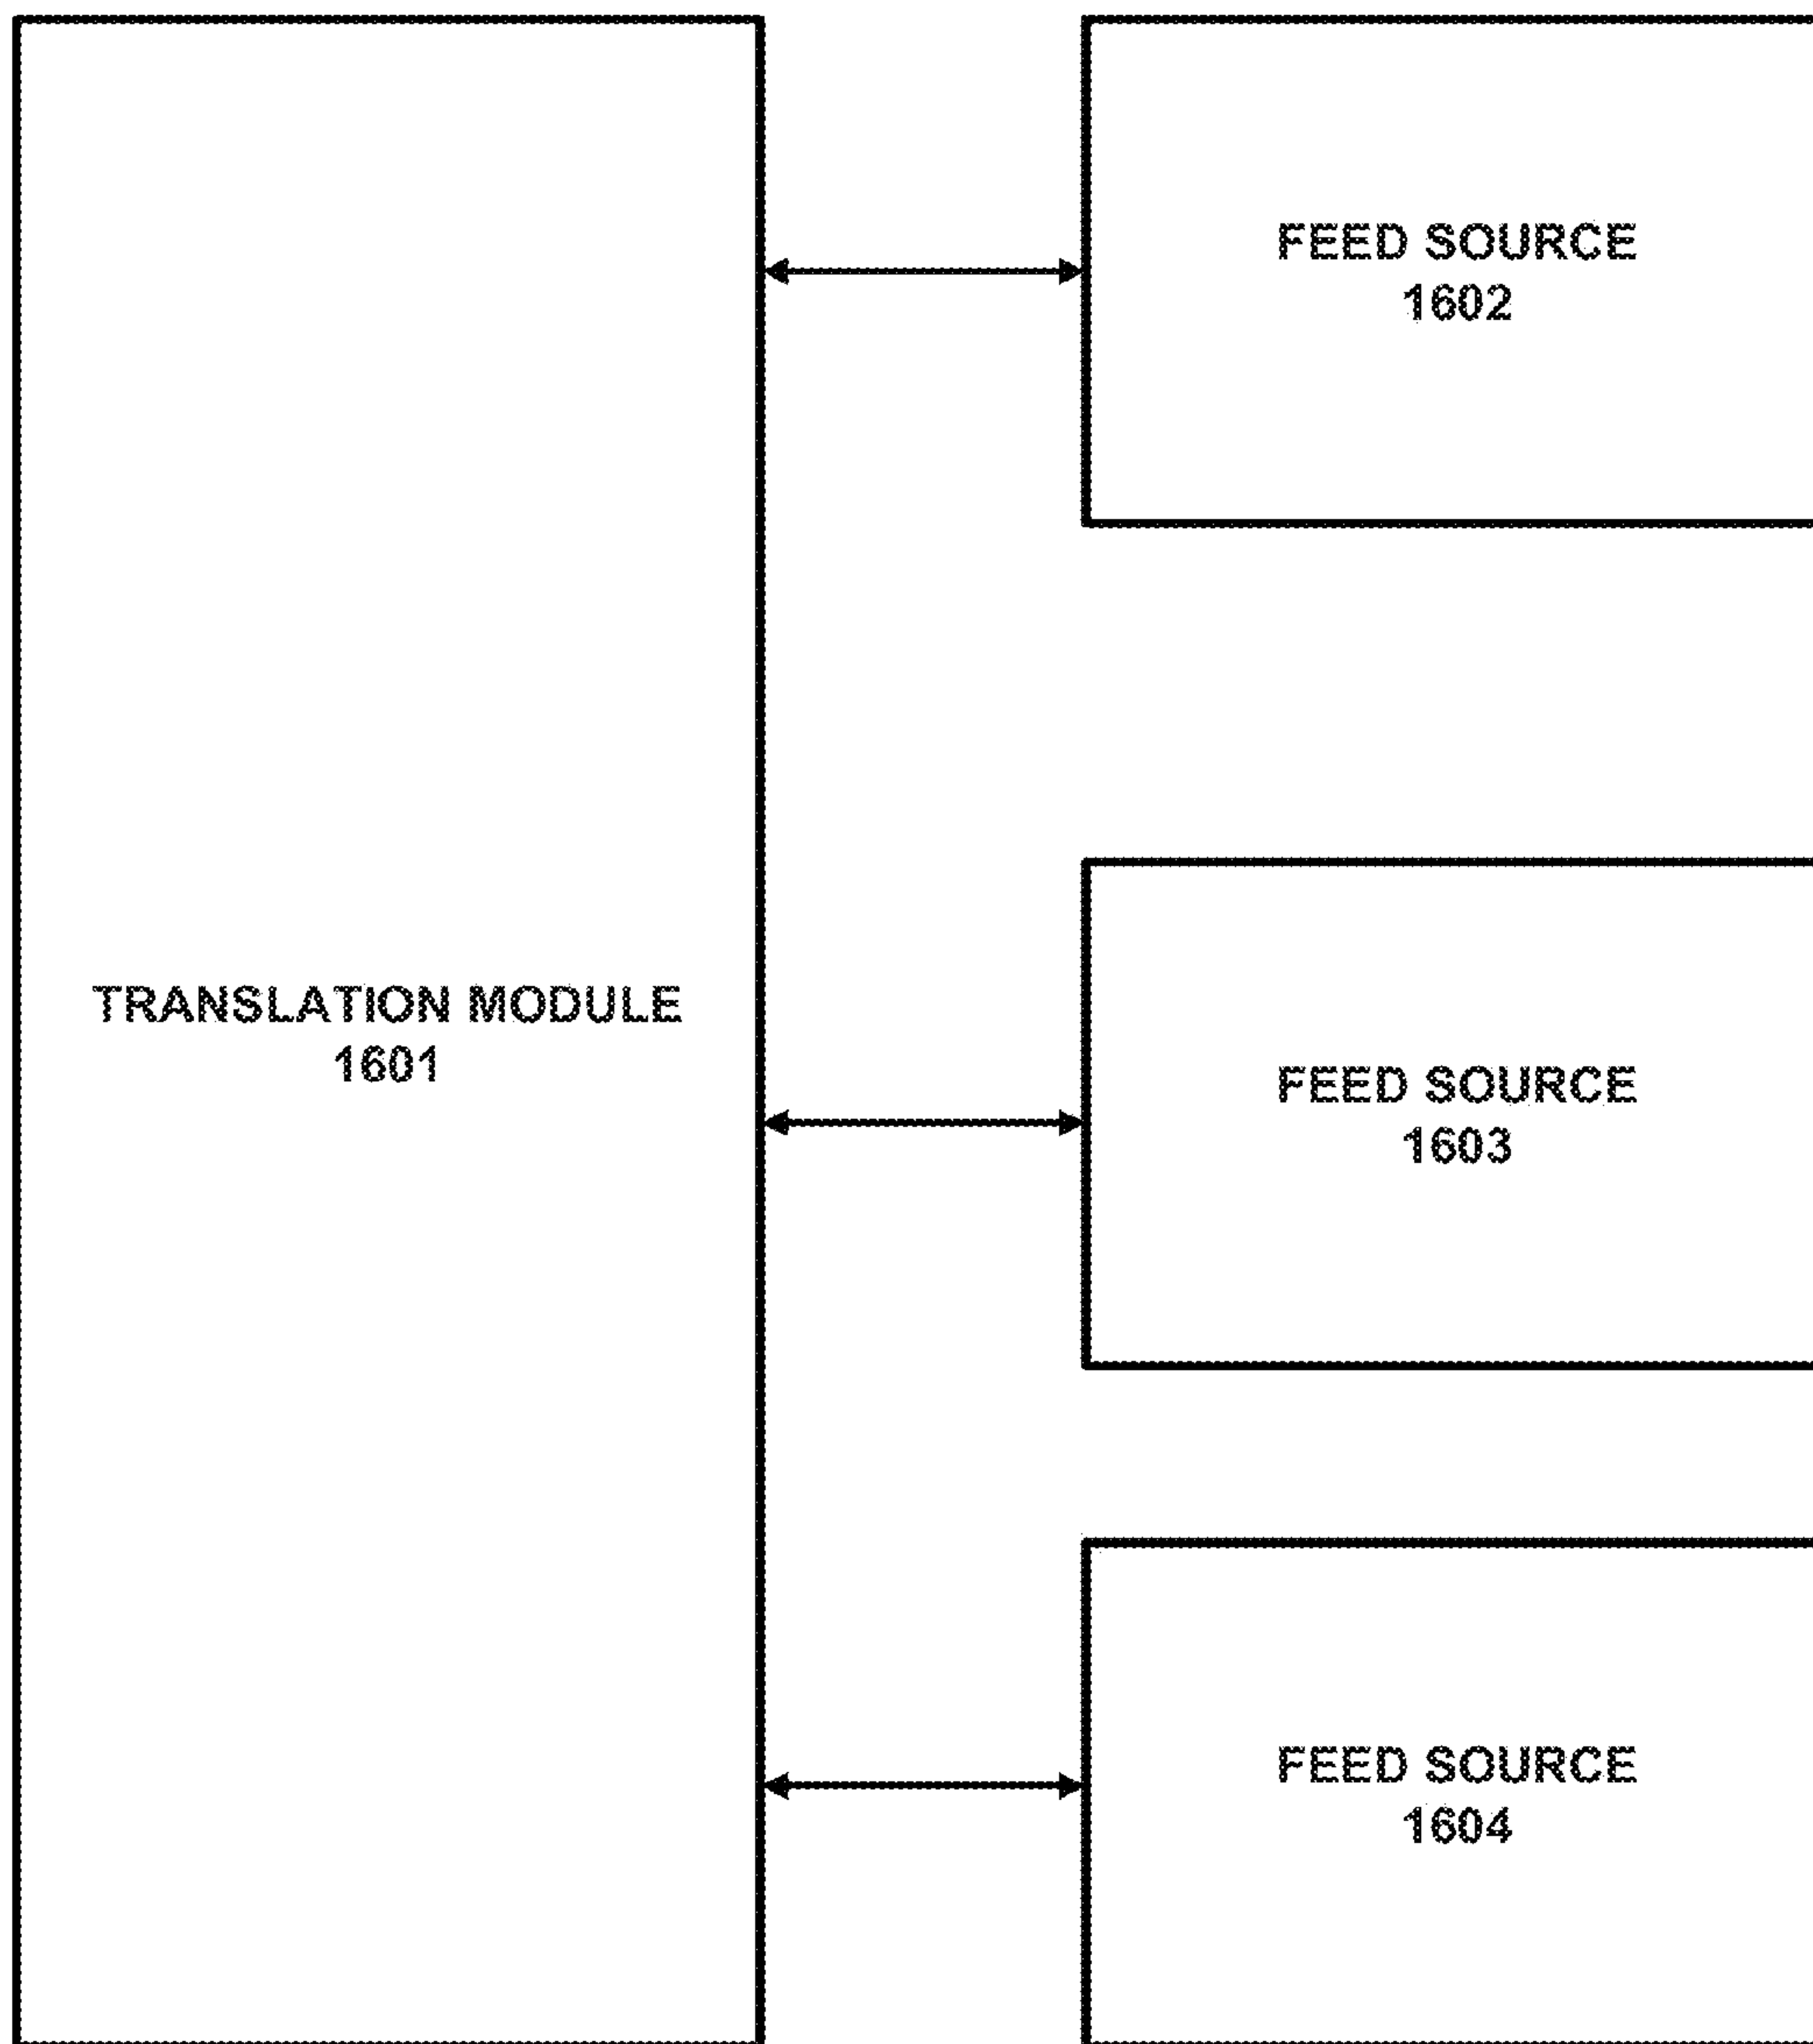 FEED SOURCE
1602
TRANSLATION MODULE
1601
FEED SOURCE
1603
FEED SOURCE
1604